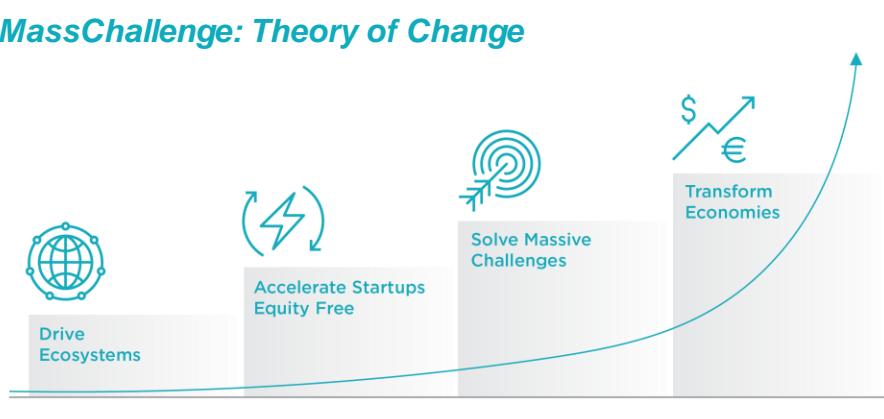 MassChallenge: Theory of Change
$
€
Transform
Economies
Solve Massive
Challenges
Accelerate Startups
Equity Free
Drive
Ecosystems